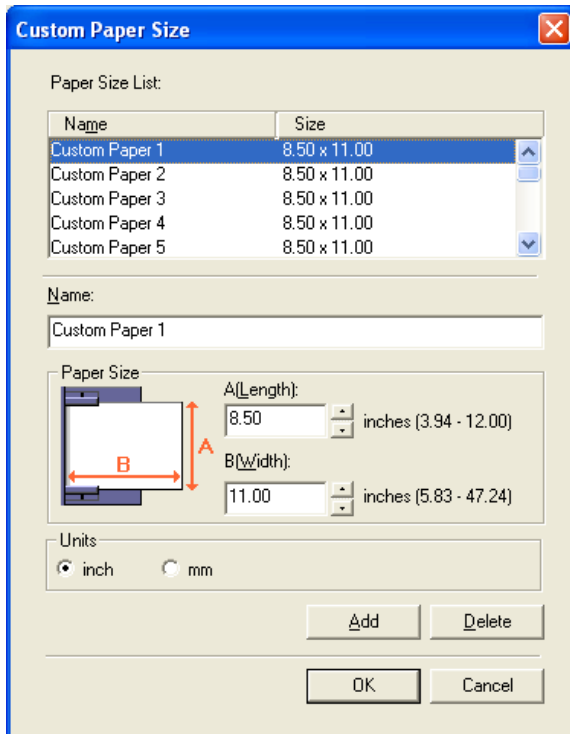 Custom Paper Size
Paper Size List:
Name Size
Custom Paper 1 8.50 x 11.00
Custom Paper 2 8.50 x 11.00
Custom Paper 3 8.50 x 11.00
Custom Paper 4 8.50 x 11.00
Custom Paper 5 8.50 x 11.00
Name:
Custom Paper 1
Paper Size
A(Length):
8.50 inches (3.94 - 12.00)
A
B
B(Width):
11.00 inches (5.83 - 47.24)
Units
inch mm
Add Delete
OK Cancel